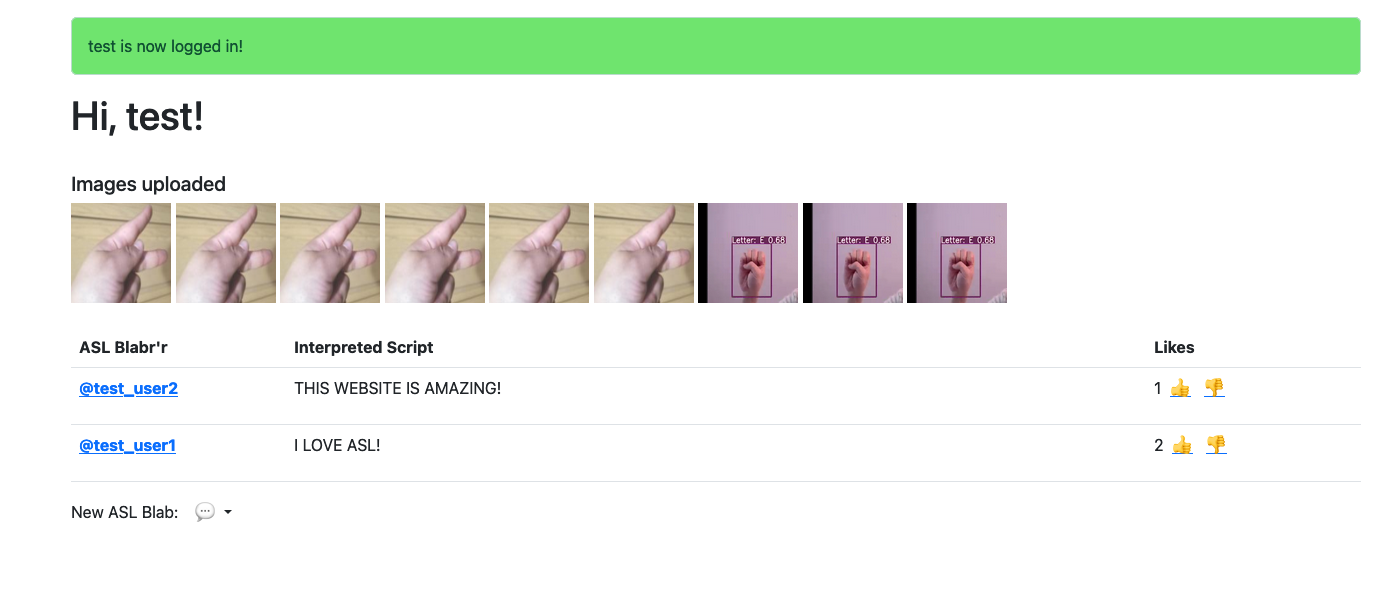 test is now logged in!
Hi, test!
Images uploaded
Letter: E 0.68 Letter: E 0.68 Letter: E 0.68
ASL Blabr'r Interpreted Script Likes
@test_user2 THIS WEBSITE IS AMAZING! 1
@test_user1 I LOVE ASL! 2
New ASL Blab: